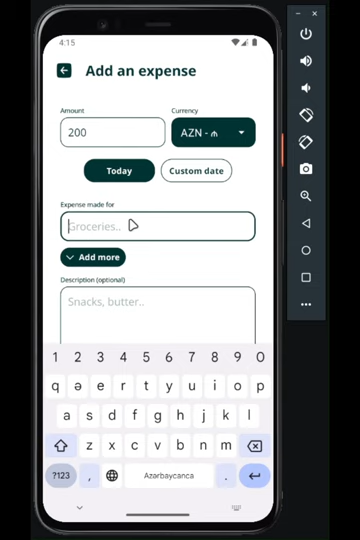 4:15
Add an expense
Amount
Currency
200
AZN - ₼
Today
Custom date
Expense made for
Groceries..
Add more
Description (optional)
Snacks, butter..
1 2 3 4 5 6 7 8 9 0
q ə e r t y u i o p
a s d f g h j k l
z x c v b n m
?123 , Azərbaycanca .